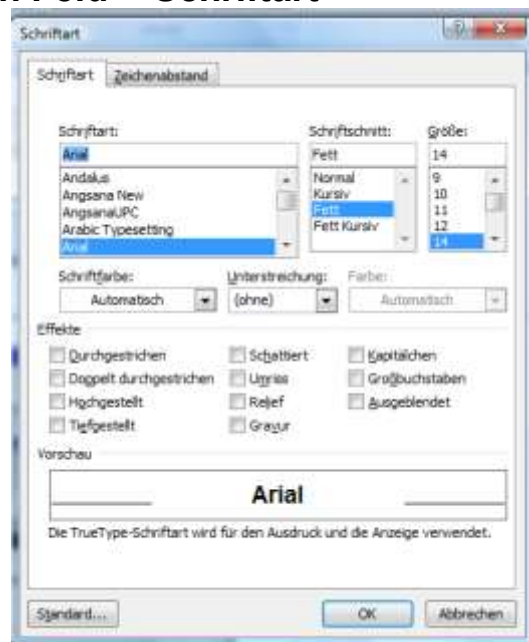 Schriftart
Schriftart Zeichenabstand
Schriftart: Schriftschnitt: Größe:
Arial Fett 14
Andalus Normal 9
Angsana New Kursiv 10
AngsanaUPC Fett 11
Arabic Typesetting Fett Kursiv 12
Arial 14
Schriftfarbe: Unterstreichung: Farbe:
Automatisch (ohne) Automatisch
Effekte
Durchgestrichen Schattiert Kapitälchen
Doppelt durchgestrichen Umriss Großbuchstaben
Hochgestellt Relief Ausgeblendet
Tiefgestellt Gravur
Vorschau
Arial
Die TrueType-Schriftart wird für den Ausdruck und die Anzeige verwendet.
Standard... OK Abbrechen